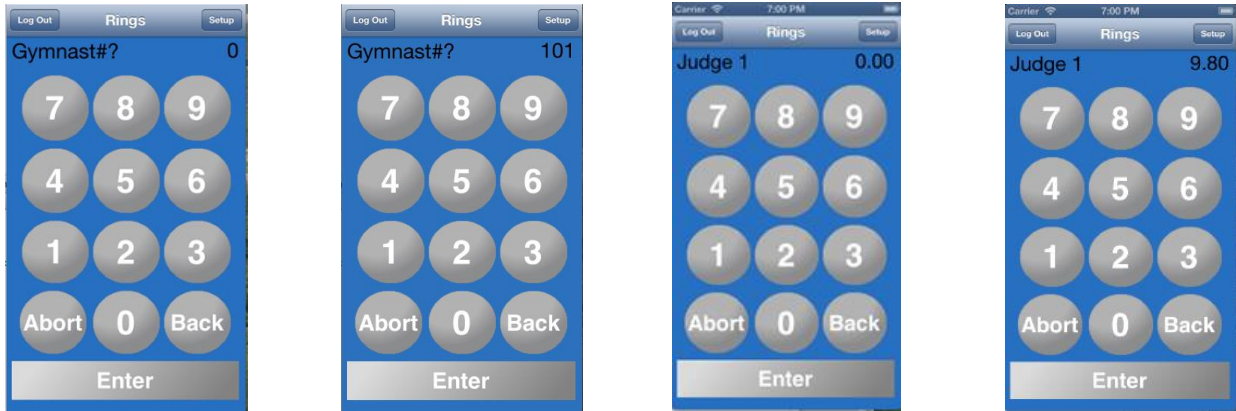 Log Out Rings Setup
Gymnast#? 0
7 8 9
4 5 6
1 2 3
Abort 0 Back
Enter
Log Out Rings Setup
Gymnast#? 101
7 8 9
4 5 6
1 2 3
Abort 0 Back
Enter
Carrier 7:00 PM
Log Out Rings Setup
Judge 1 0.00
7 8 9
4 5 6
1 2 3
Abort 0 Back
Enter
Carrier 7:00 PM
Log Out Rings Setup
Judge 1 9.80
7 8 9
4 5 6
1 2 3
Abort 0 Back
Enter